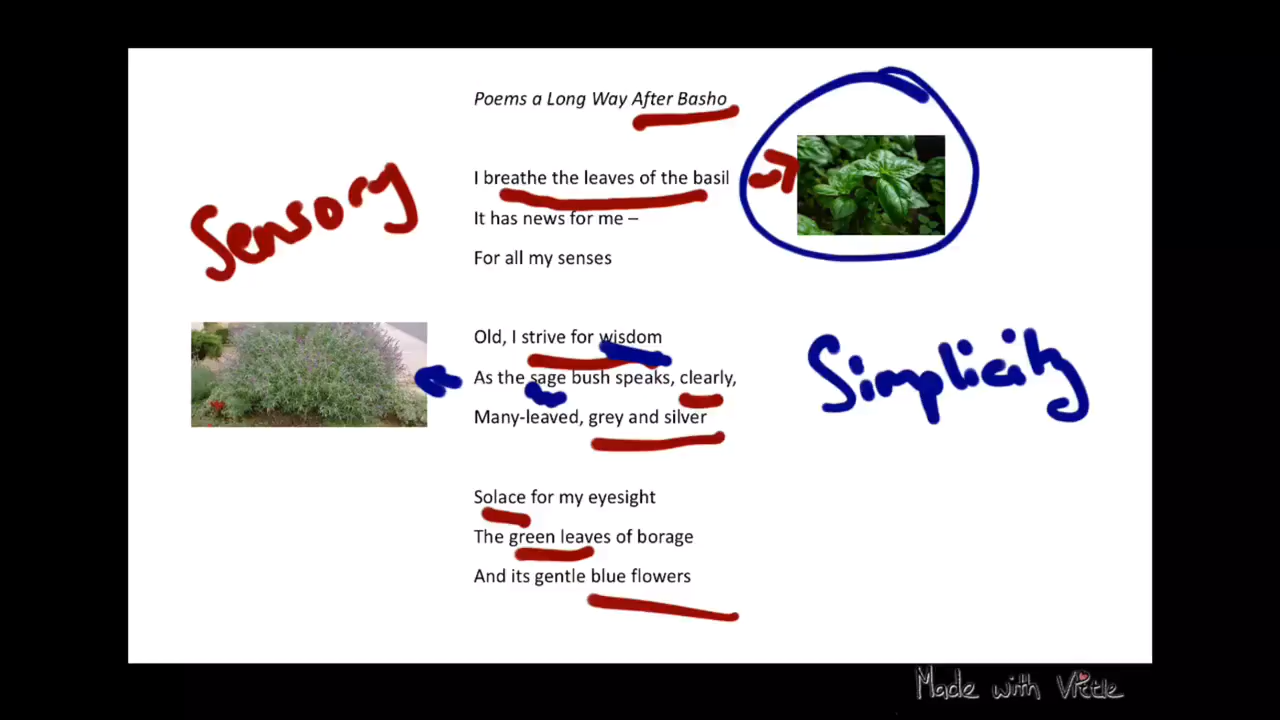 Poems a Long Way After Basho
I breathe the leaves of the basil
It has news for me –
For all my senses
Sensory
Old, I strive for wisdom
As the sage bush speaks, clearly,
Many-leaved, grey and silver
Simplicity
Solace for my eyesight
The green leaves of borage
And its gentle blue flowers
Made with Vittle